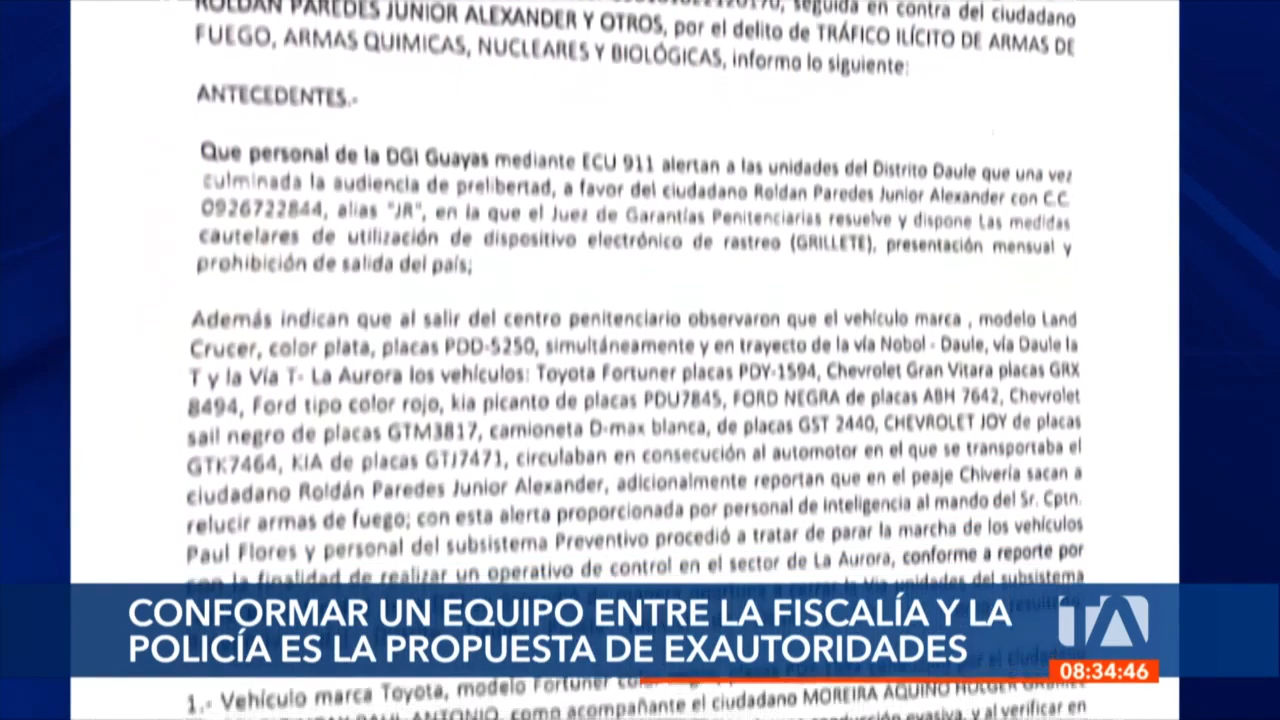 seguida en contra del ciudadano
ROLDÁN PAREDES JUNIOR ALEXANDER Y OTROS, por el delito de TRÁFICO ILÍCITO DE ARMAS DE
FUEGO, ARMAS QUIMICAS, NUCLEARES Y BIOLÓGICAS, informo lo siguiente:
ANTECEDENTES.-
Que personal de la DGI Guayas mediante ECU 911 alertan a las unidades del Distrito Daule que una vez
culminada la audiencia de prelibertad, a favor del ciudadano Roldan Paredes Junior Alexander con C.C.
0926722844, alias "JR", en la que el Juez de Garantías Penitenciarias resuelve y dispone Las medidas
cautelares de utilización de dispositivo electrónico de rastreo (GRILLETE), presentación mensual y
prohibición de salida del país;
Además indican que al salir del centro penitenciario observaron que el vehículo marca , modelo Land
Crucer, color plata, placas PDD-5250, simultáneamente y en trayecto de la vía Nobol - Daule, vía Daule la
T y la Vía T- La Aurora los vehículos: Toyota Fortuner placas PDY-1594, Chevrolet Gran Vitara placas GRX
8494, Ford tipo color rojo, kia picanto de placas PDU7845, FORD NEGRA de placas ABH 7642, Chevrolet
sail negro de placas GTM3817, camioneta D-max blanca, de placas GST 2440, CHEVROLET JOY de placas
GTK7464, KIA de placas GTJ7471, circulaban en consecución al automotor en el que se transportaba el
ciudadano Roldán Paredes Junior Alexander, adicionalmente reportan que en el peaje Chivería sacan a
relucir armas de fuego; con esta alerta proporcionada por personal de inteligencia al mando del Sr. Cptn.
Paul Flores y personal del subsistema Preventivo procedió a tratar de parar la marcha de los vehículos
con la finalidad de realizar un operativo de control en el sector de La Aurora, conforme a reporte por
CONFORMAR UN EQUIPO ENTRE LA FISCALÍA Y LA
POLICÍA ES LA PROPUESTA DE EXAUTORIDADES
08:34:46
1.- Vehículo marca Toyota, modelo Fortuner
como acompañante el ciudadano MOREIRA AQUINO HOLGER